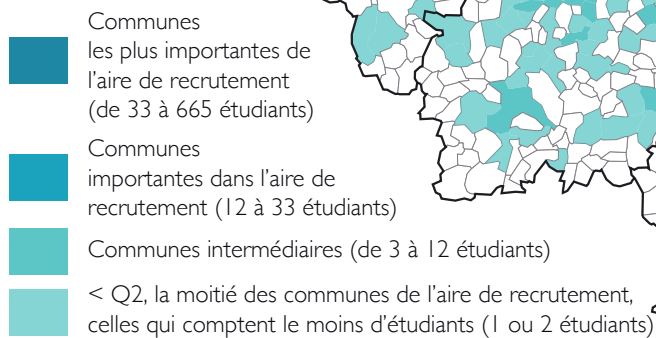 Communes
les plus importantes de
l'aire de recrutement
(de 33 à 665 étudiants)
Communes
importantes dans l'aire de
recrutement (12 à 33 étudiants)
Communes intermédiaires (de 3 à 12 étudiants)
< Q2, la moitié des communes de l'aire de recrutement,
celles qui comptent le moins d'étudiants (1 ou 2 étudiants)